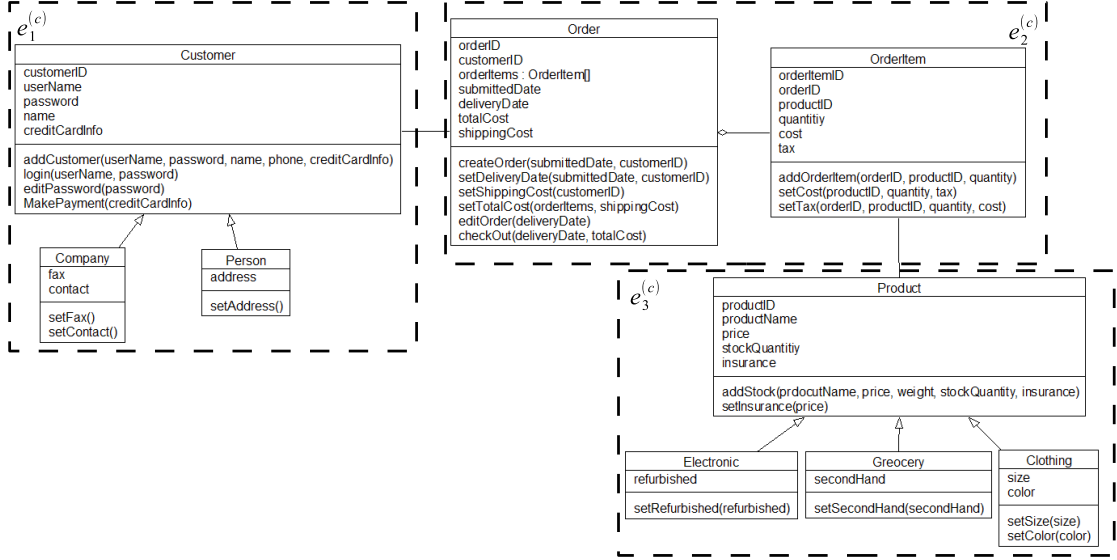 e₁⁽ᶜ⁾
Customer
customerID
userName
password
name
creditCardInfo
addCustomer(userName, password, name, phone, creditCardInfo)
login(userName, password)
editPassword(password)
MakePayment(creditCardInfo)
Company
fax
contact
setFax()
setContact()
Person
address
setAddress()
e₂⁽ᶜ⁾
Order
orderID
customerID
orderItems : OrderItem[]
submittedDate
deliveryDate
totalCost
shippingCost
createOrder(submittedDate, customerID)
setDeliveryDate(submittedDate, customerID)
setShippingCost(customerID)
setTotalCost(orderItems, shippingCost)
editOrder(deliveryDate)
checkOut(deliveryDate, totalCost)
OrderItem
orderItemID
orderID
productID
quantitiy
cost
tax
addOrderItem(orderID, productID, quantity)
setCost(productID, quantity, tax)
setTax(orderID, productID, quantity, cost)
e₃⁽ᶜ⁾
Product
productID
productName
price
stockQuantitiy
insurance
addStock(prdocutName, price, weight, stockQuantity, insurance)
setInsurance(price)
Electronic
refurbished
setRefurbished(refurbished)
Greocery
secondHand
setSecondHand(secondHand)
Clothing
size
color
setSize(size)
setColor(color)